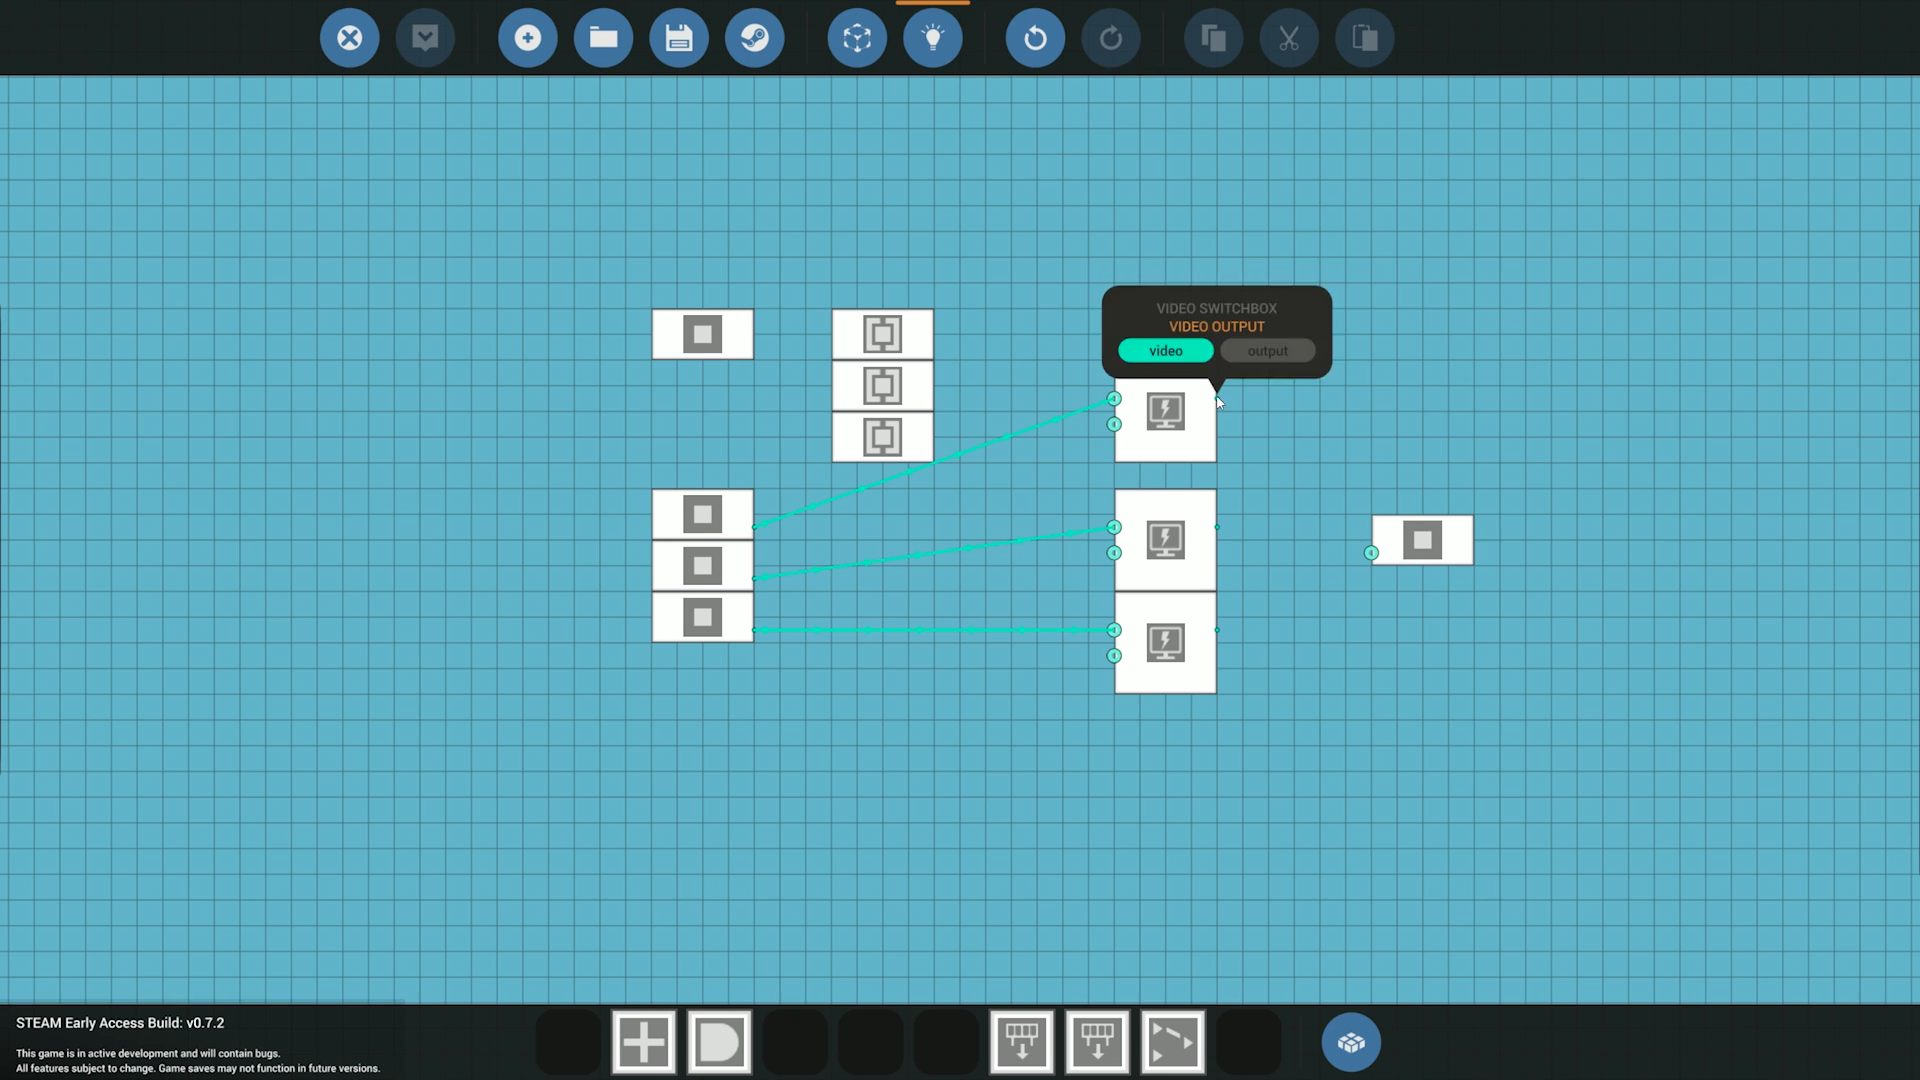 VIDEO SWITCHBOX
VIDEO OUTPUT
video
output
STEAM Early Access Build: v0.7.2
This game is in active development and will contain bugs.
All features subject to change. Game saves may not function in future versions.